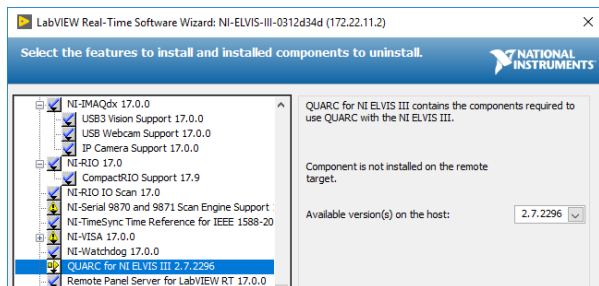 LabVIEW Real-Time Software Wizard: NI-ELVIS-III-0312d34d (172.22.11.2)
Select the features to install and installed components to uninstall.
NATIONAL INSTRUMENTS
NI-IMAQdx 17.0.0
USB3 Vision Support 17.0.0
USB Webcam Support 17.0.0
IP Camera Support 17.0.0
NI-RIO 17.0
CompactRIO Support 17.9
NI-RIO IO Scan 17.0
NI-Serial 9870 and 9871 Scan Engine Support
NI-TimeSync Time Reference for IEEE 1588-20
NI-VISA 17.0.0
NI-Watchdog 17.0.0
QUARC for NI ELVIS III 2.7.2296
Remote Panel Server for LabVIEW RT 17.0.0
QUARC for NI ELVIS III contains the components required to
use QUARC with the NI ELVIS III.
Component is not installed on the remote
target.
Available version(s) on the host: 2.7.2296